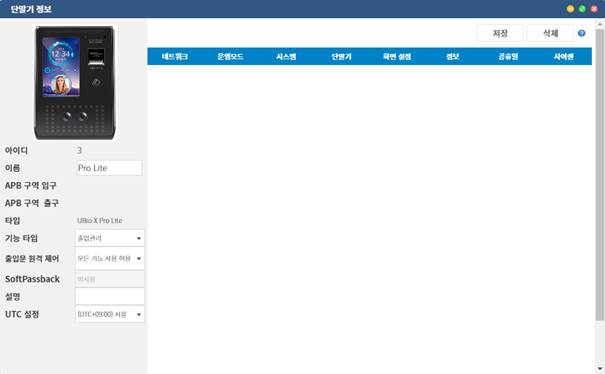 단말기 정보
저장 삭제
네트워크 운영모드 시스템 단말기 화면 설정 정보 공휴일 사이렌
12:34
아이디 3
이름 Pro Lite
APB 구역 입구
APB 구역 출구
타입 UBio-X Pro Lite
기능 타입 출입관리
출입문 원격 제어 모든 기능 사용 허용
SoftPassback 미사용
설명
UTC 설정 (UTC+09:00) 서울